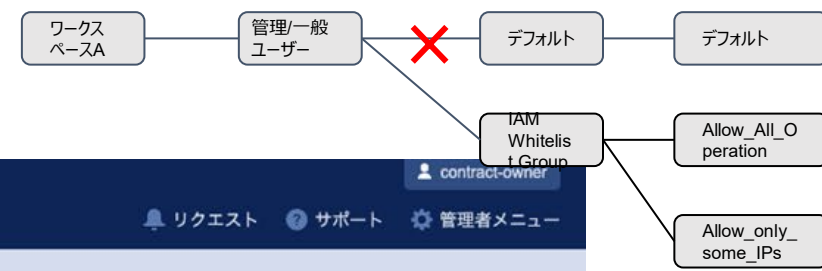 ワークス
ペースA
管理/一般
ユーザー
デフォルト
デフォルト
IAM
Whitelis
t Group
Allow_All_O
peration
contract-owner
リクエスト
サポート
管理者メニュー
Allow_only_
some_IPs